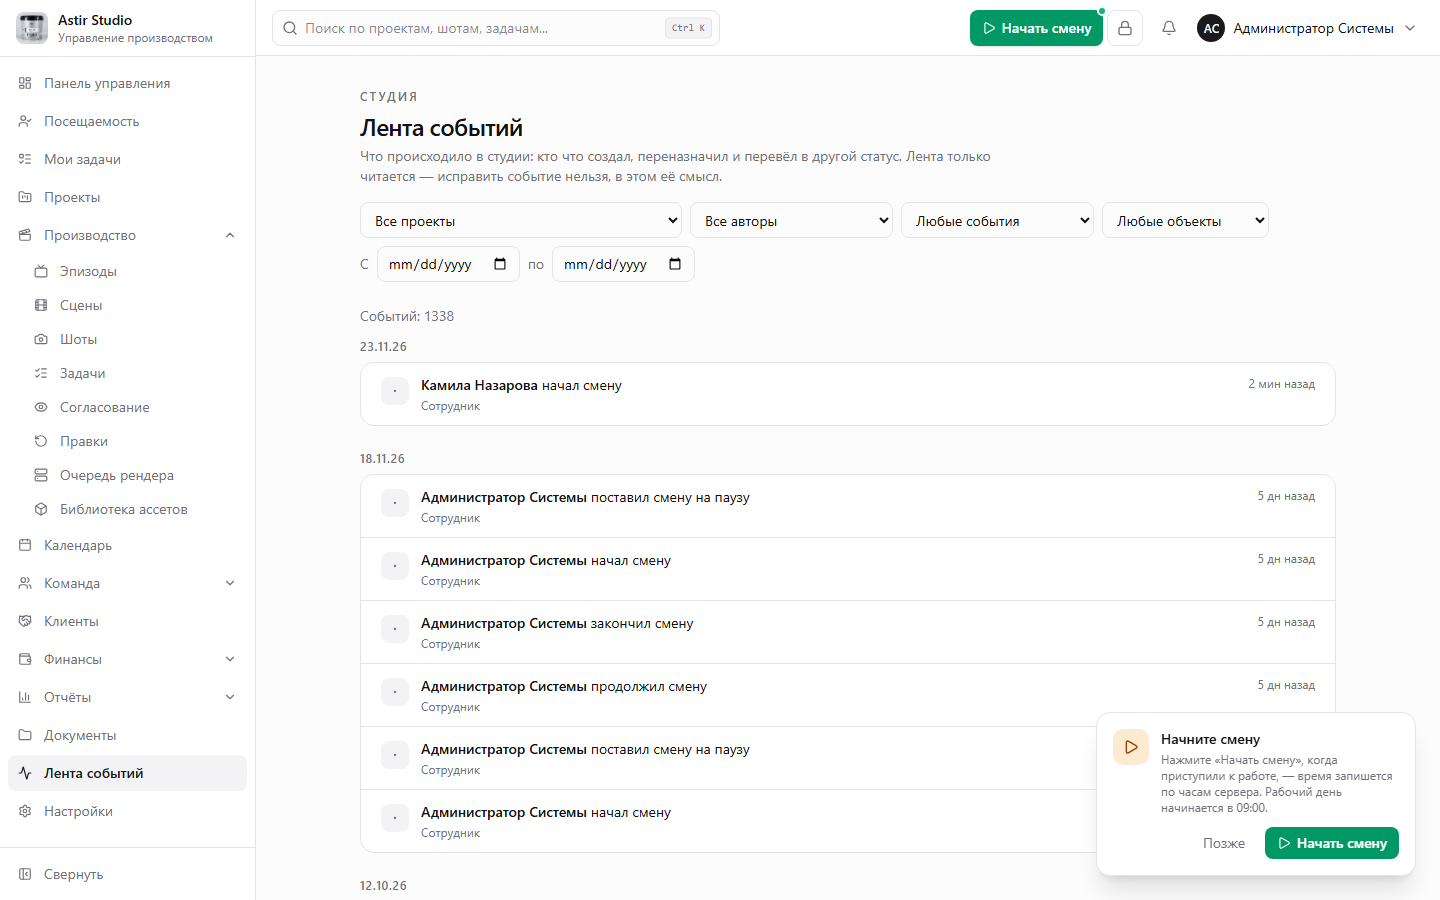 Astir Studio
Управление производством
Поиск по проектам, шотам, задачам...
Ctrl K
Начать смену
АС
Администратор Системы
Панель управления
Посещаемость
Мои задачи
Проекты
Производство
Эпизоды
Сцены
Шоты
Задачи
Согласование
Правки
Очередь рендера
Библиотека ассетов
Календарь
Команда
Клиенты
Финансы
Отчёты
Документы
Лента событий
Настройки
Свернуть
СТУДИЯ
Лента событий
Что происходило в студии: кто что создал, переназначил и перевёл в другой статус. Лента только
читается — исправить событие нельзя, в этом её смысл.
Все проекты
Все авторы
Любые события
Любые объекты
С mm/dd/yyyy по mm/dd/yyyy
Событий: 1338
23.11.26
Камила Назарова начал смену
2 мин назад
Сотрудник
18.11.26
Администратор Системы поставил смену на паузу
5 дн назад
Сотрудник
Администратор Системы начал смену
5 дн назад
Сотрудник
Администратор Системы закончил смену
5 дн назад
Сотрудник
Администратор Системы продолжил смену
5 дн назад
Сотрудник
Администратор Системы поставил смену на паузу
Сотрудник
Администратор Системы начал смену
Сотрудник
12.10.26
Начните смену
Нажмите «Начать смену», когда
приступили к работе, — время запишется
по часам сервера. Рабочий день
начинается в 09:00.
Позже
Начать смену